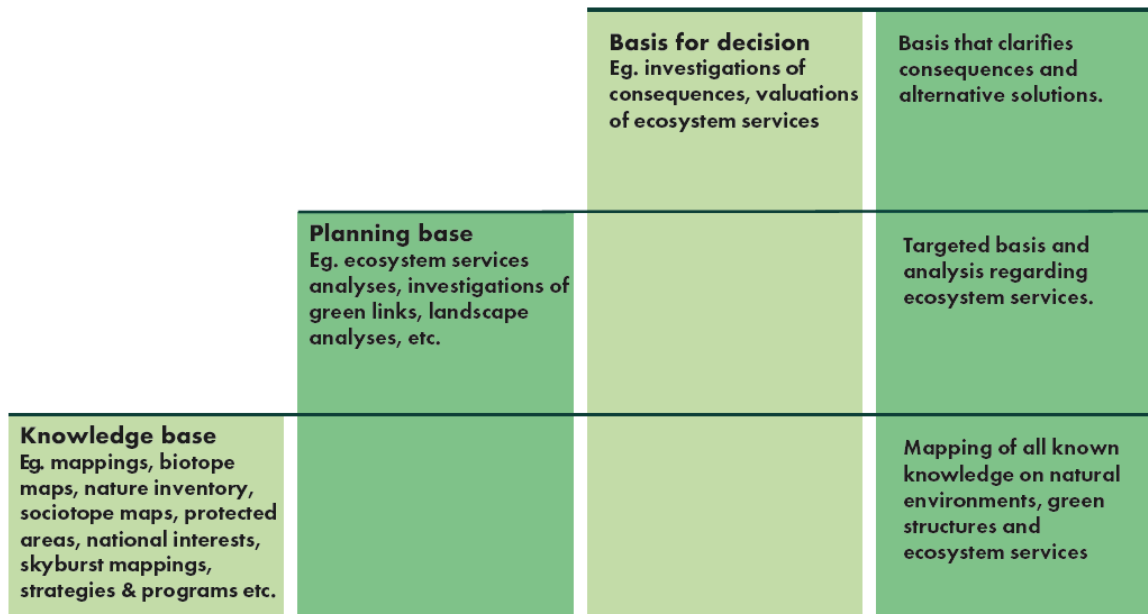 Basis for decision
Eg. investigations of
consequences, valuations
of ecosystem services
Basis that clarifies
consequences and
alternative solutions.
Planning base
Eg. ecosystem services
analyses, investigations of
green links, landscape
analyses, etc.
Targeted basis and
analysis regarding
ecosystem services.
Knowledge base
Eg. mappings, biotope
maps, nature inventory,
sociotope maps, protected
areas, national interests,
skyburst mappings,
strategies & programs etc.
Mapping of all known
knowledge on natural
environments, green
structures and
ecosystem services